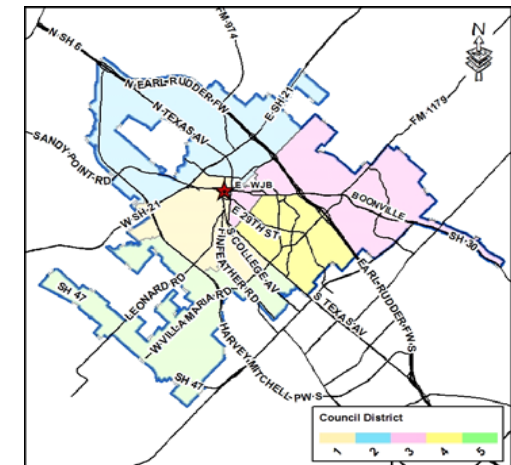 N
N SH 6
FM-974
N-EARL-RUDDER-FW
E-SH-21
FM-1179
N-TEXAS-AV
SANDY-POINT-RD
E WJB
BOONVILLE
W-SH-21
E 29TH ST
SH-30
S COLLEGE AV
FINFEATHER-RD
EARL-RUDDER-FW-S
SH 47
LEONARD RD
W-VILLA MARIA-RD
S TEXAS AV
HARVEY-MITCHELL-PW-S
SH 47
Council District
1 2 3 4 5